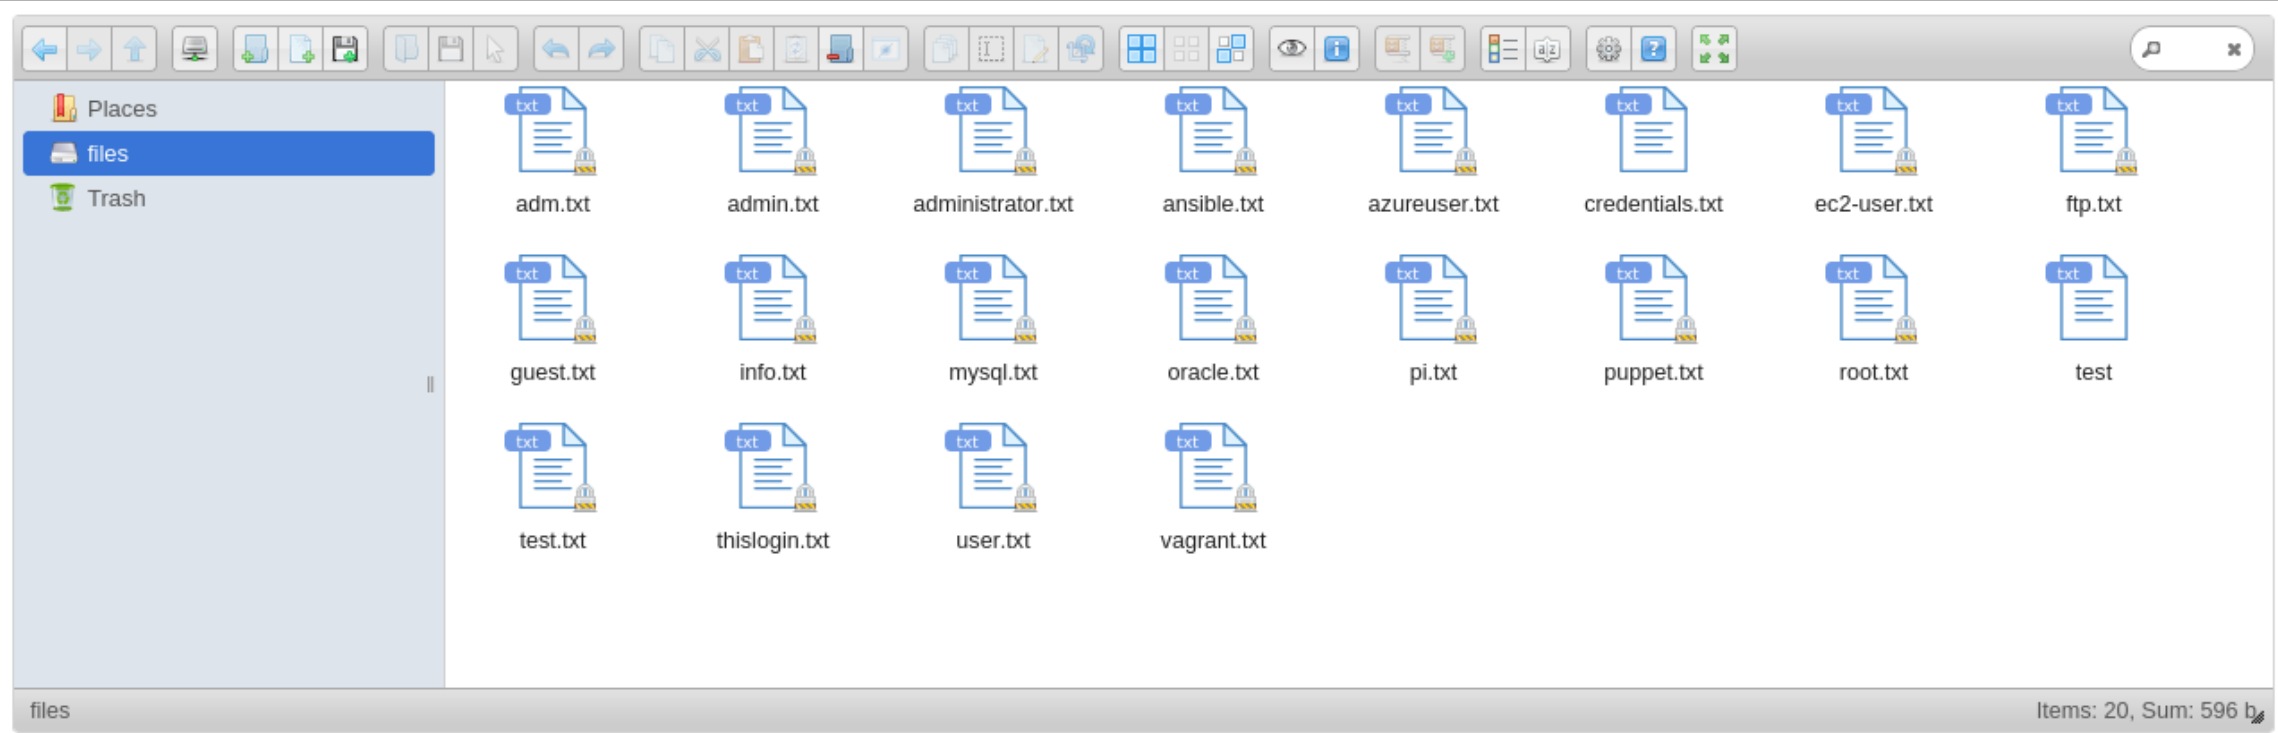 Places
files
Trash
txt txt txt txt txt txt txt txt
adm.txt admin.txt administrator.txt ansible.txt azureuser.txt credentials.txt ec2-user.txt ftp.txt
txt txt txt txt txt txt txt txt
guest.txt info.txt mysql.txt oracle.txt pi.txt puppet.txt root.txt test
txt txt txt txt
test.txt thislogin.txt user.txt vagrant.txt
files
Items: 20, Sum: 596 b